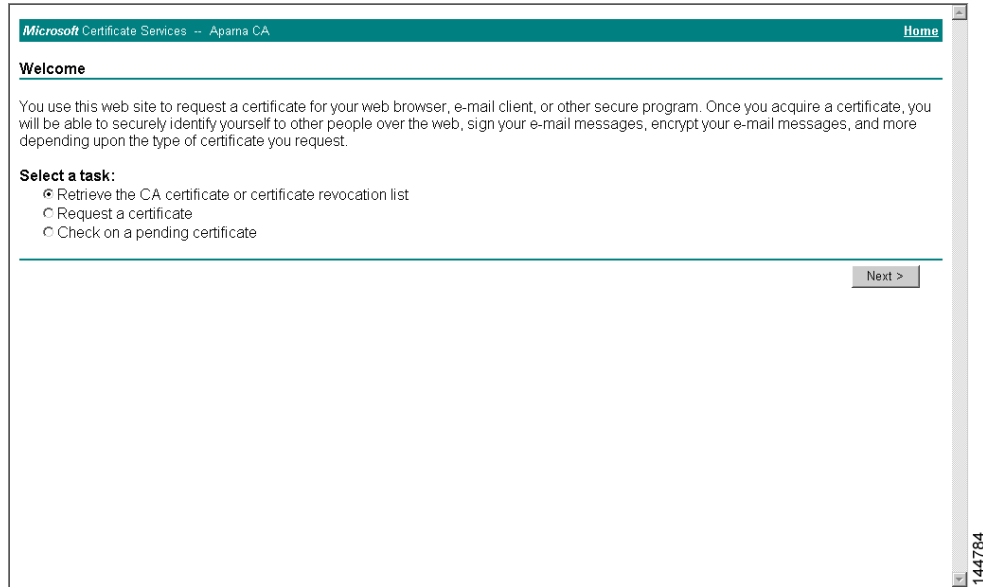 Microsoft Certificate Services -- Aparna CA Home
Welcome
You use this web site to request a certificate for your web browser, e-mail client, or other secure program. Once you acquire a certificate, you
will be able to securely identify yourself to other people over the web, sign your e-mail messages, encrypt your e-mail messages, and more
depending upon the type of certificate you request.
Select a task:
Retrieve the CA certificate or certificate revocation list
Request a certificate
Check on a pending certificate
Next >
144784